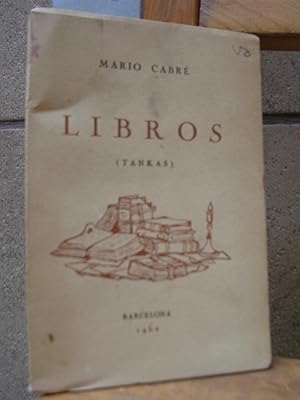 MARIO CABRÉ
LIBROS
(TANKAS)
BARCELONA